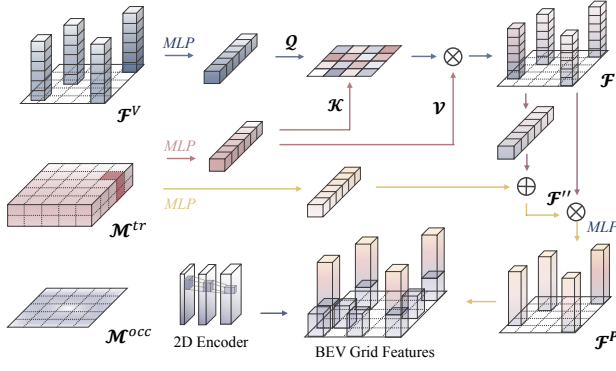 MLP
Q
F^V
K
V
F'
MLP
M^tr
MLP
F''
MLP
M^occ
2D Encoder
BEV Grid Features
F^P